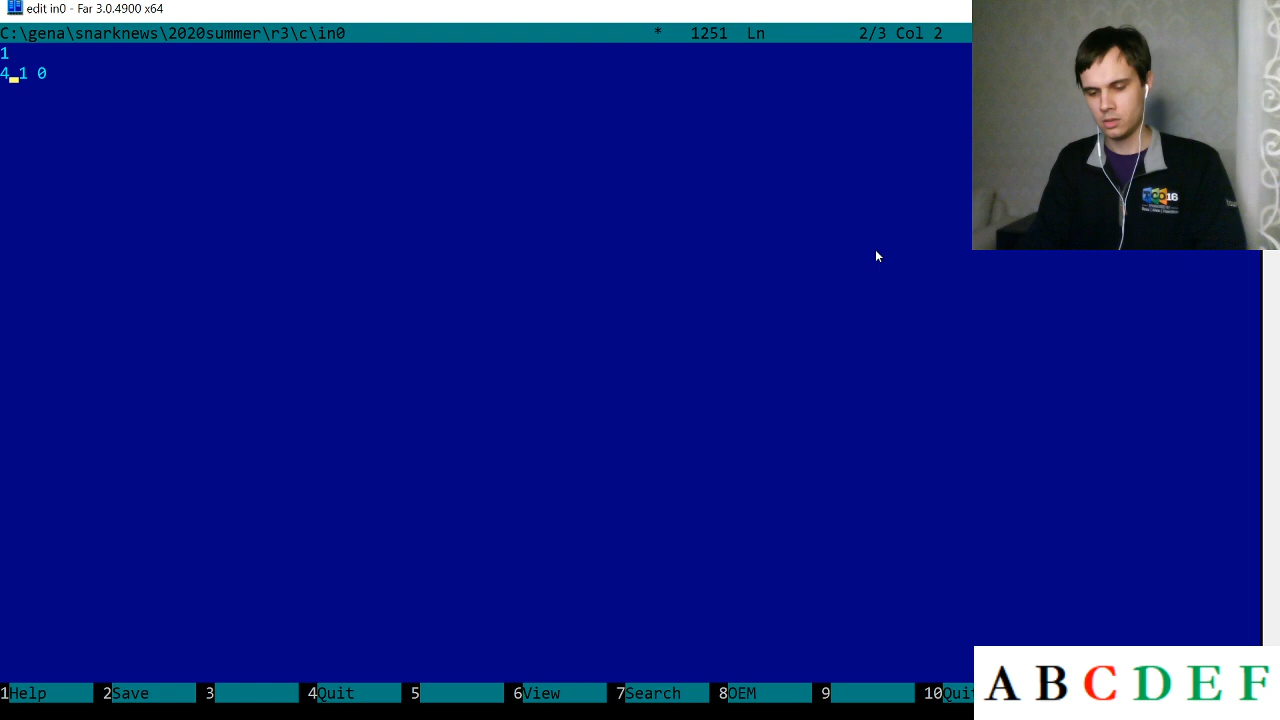 edit in0 - Far 3.0.4900 x64
C:\gena\snarknews\2020summer\r3\c\in0 * 1251 Ln 2/3 Col 2
1
4 1 0
16
1Help 2Save 3 4Quit 5 6View 7Search 8OEM 9 10Quit
A B C D E F